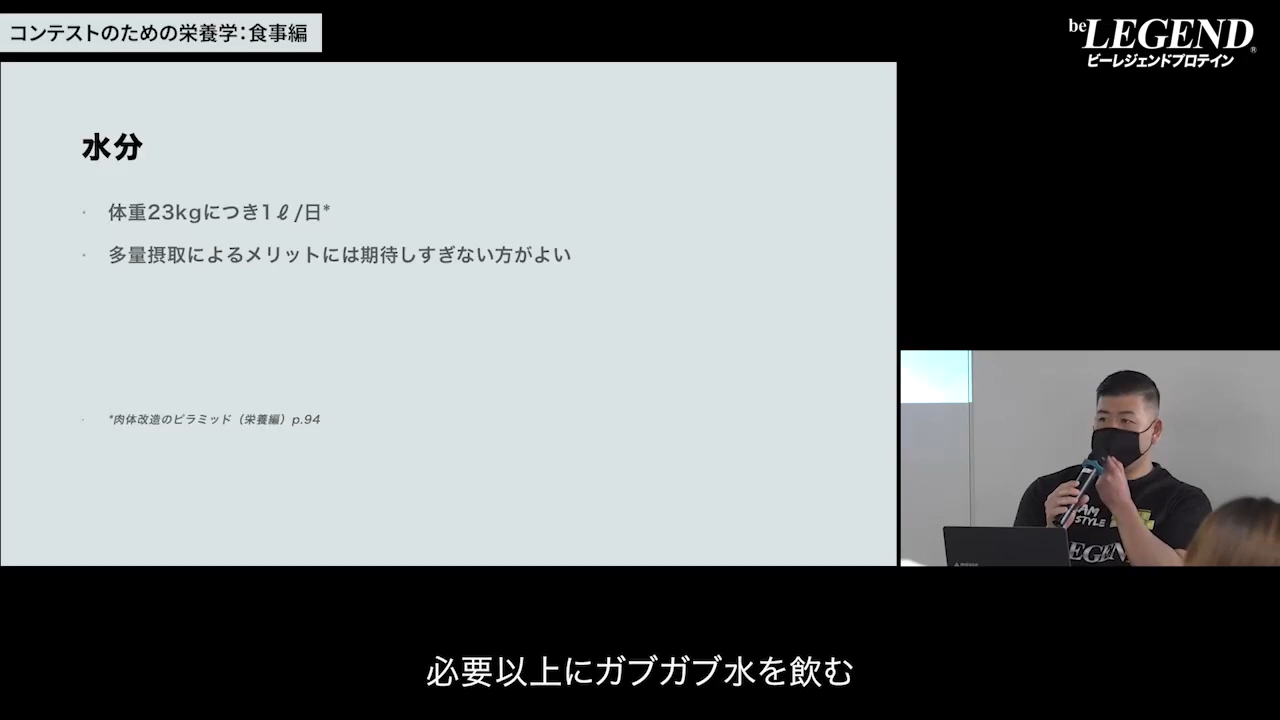 コンテストのための栄養学：食事編
be LEGEND®
ビーレジェンドプロテイン
水分
・ 体重23kgにつき1ℓ/日*
・ 多量摂取によるメリットには期待しすぎない方がよい
・ *肉体改造のピラミッド（栄養編）p.94
AM
STYLE
EGEN
必要以上にガブガブ水を飲む